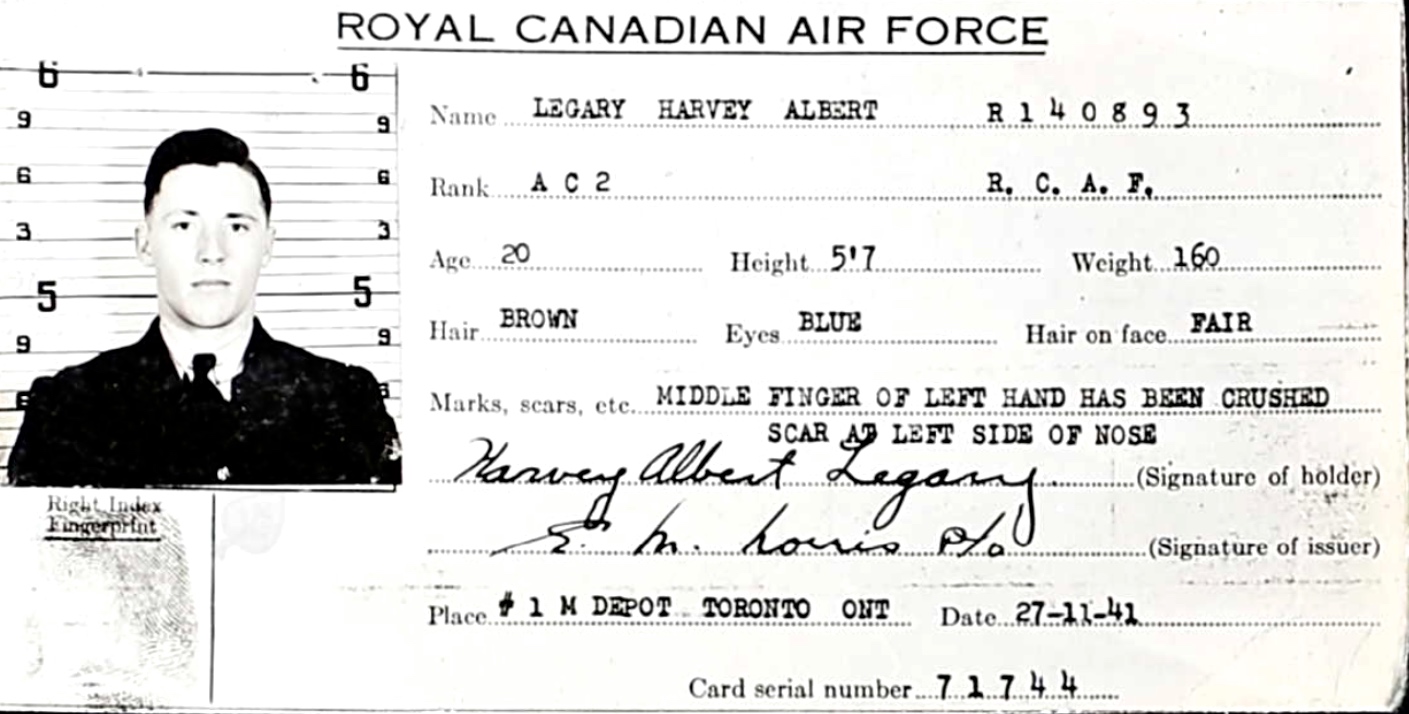 ROYAL CANADIAN AIR FORCE
6 6
9 9
6 6
3 3
5 5
9 9
6 6
Name LEGARY HARVEY ALBERT R140893
Rank A C 2 R. C. A. F.
Age 20 Height 5'7 Weight 160
Hair BROWN Eyes BLUE Hair on face FAIR
Marks, scars, etc. MIDDLE FINGER OF LEFT HAND HAS BEEN CRUSHED
SCAR AT LEFT SIDE OF NOSE
Harvey Albert Legary (Signature of holder)
Right Index
Fingerprint
E. M. P/O (Signature of issuer)
Place # 1 M DEPOT TORONTO ONT Date 27-11-41
Card serial number 71744